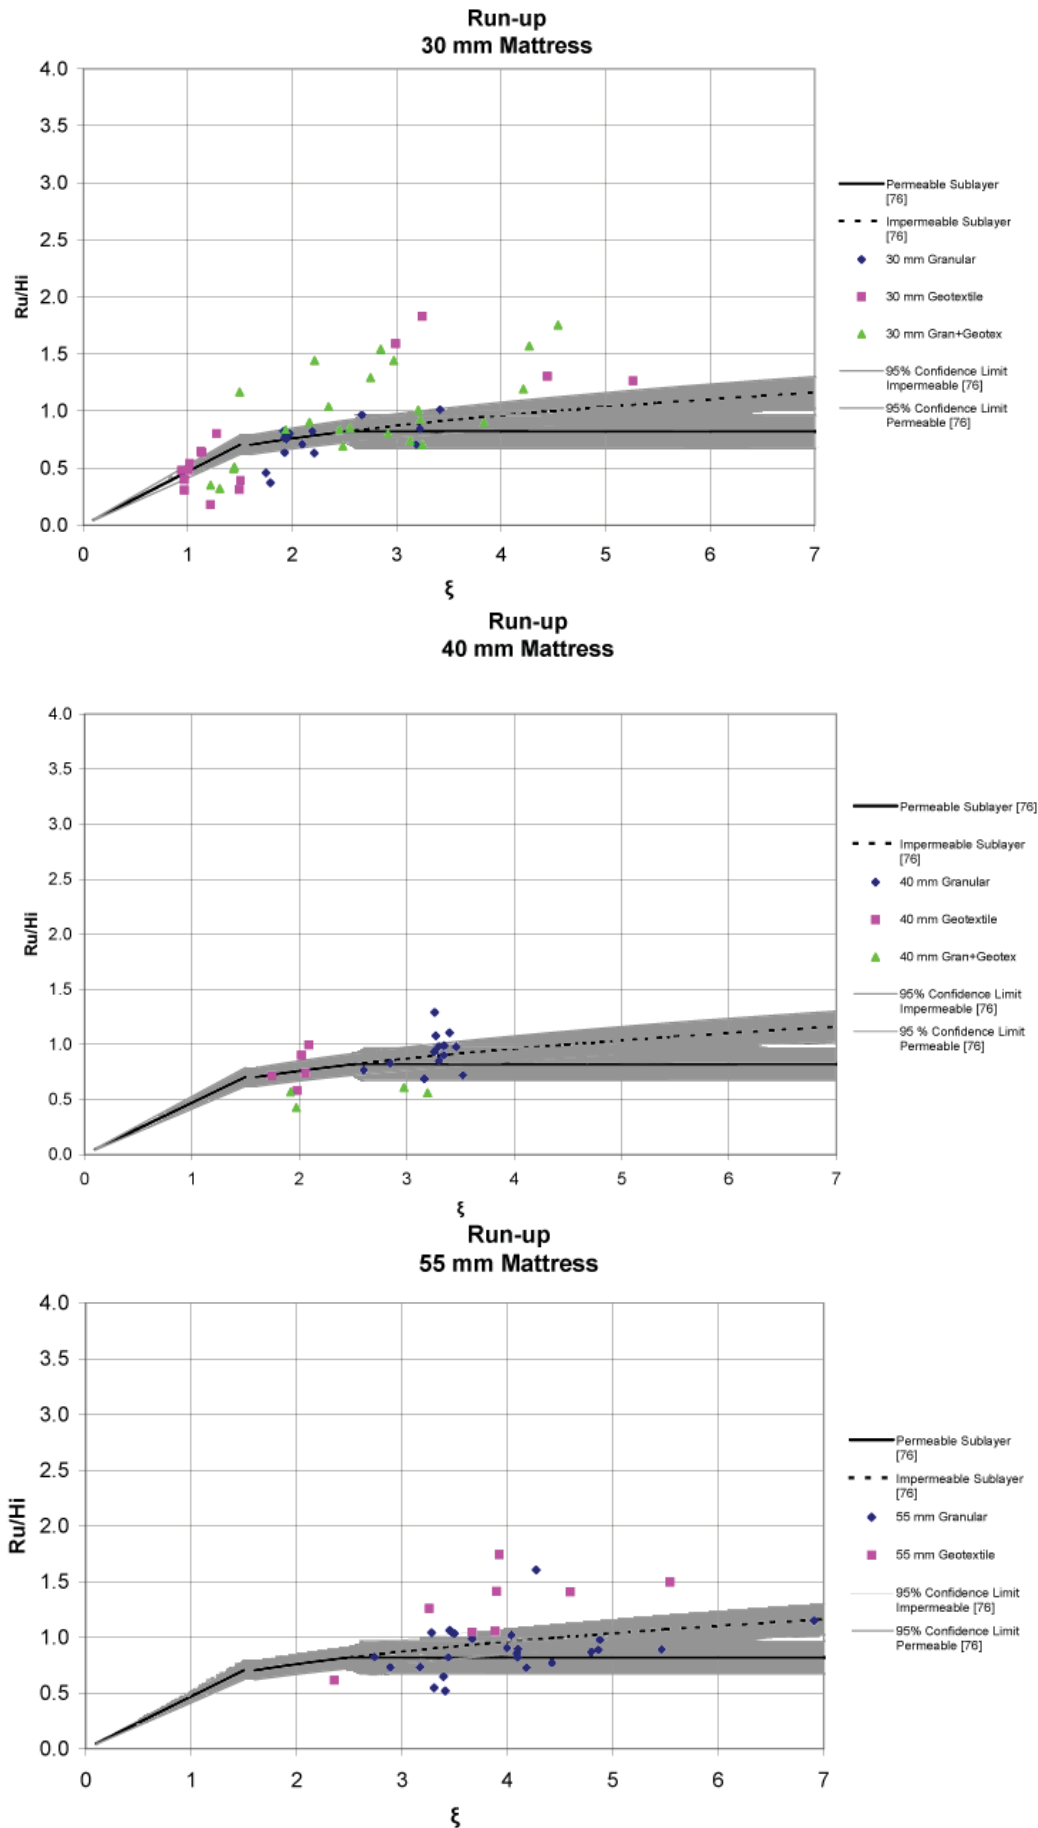 Run-up
30 mm Mattress
4.0
3.5
3.0
2.5
2.0
1.5
1.0
0.5
0.0
Ru/Hi
0 1 2 3 4 5 6 7
ξ
Permeable Sublayer
[76]
Impermeable Sublayer
[76]
30 mm Granular
30 mm Geotextile
30 mm Gran+Geotex
95% Confidence Limit
Impermeable [76]
95% Confidence Limit
Permeable [76]
Run-up
40 mm Mattress
4.0
3.5
3.0
2.5
2.0
1.5
1.0
0.5
0.0
Ru/Hi
0 1 2 3 4 5 6 7
ξ
Permeable Sublayer [76]
Impermeable Sublayer
[76]
40 mm Granular
40 mm Geotextile
40 mm Gran+Geotex
95% Confidence Limit
Impermeable [76]
95 % Confidence Limit
Permeable [76]
Run-up
55 mm Mattress
4.0
3.5
3.0
2.5
2.0
1.5
1.0
0.5
0.0
Ru/Hi
0 1 2 3 4 5 6 7
ξ
Permeable Sublayer
[76]
Impermeable Sublayer
[76]
55 mm Granular
55 mm Geotextile
95% Confidence Limit
Impermeable [76]
95% Confidence Limit
Permeable [76]